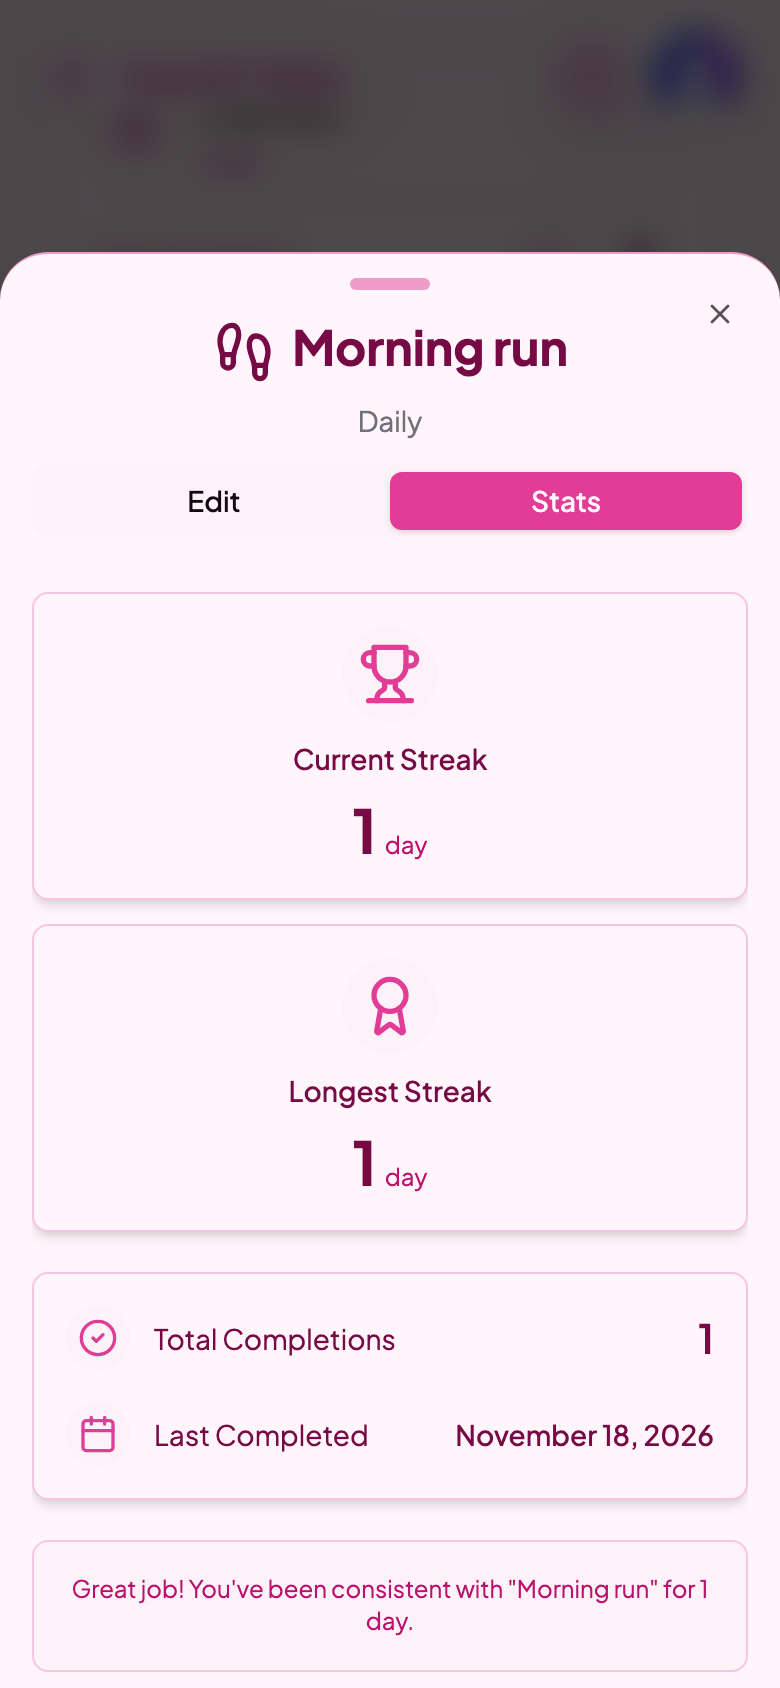 Morning run
Daily
Edit
Stats
Current Streak
1 day
Longest Streak
1 day
Total Completions
1
Last Completed
November 18, 2026
Great job! You've been consistent with "Morning run" for 1
day.